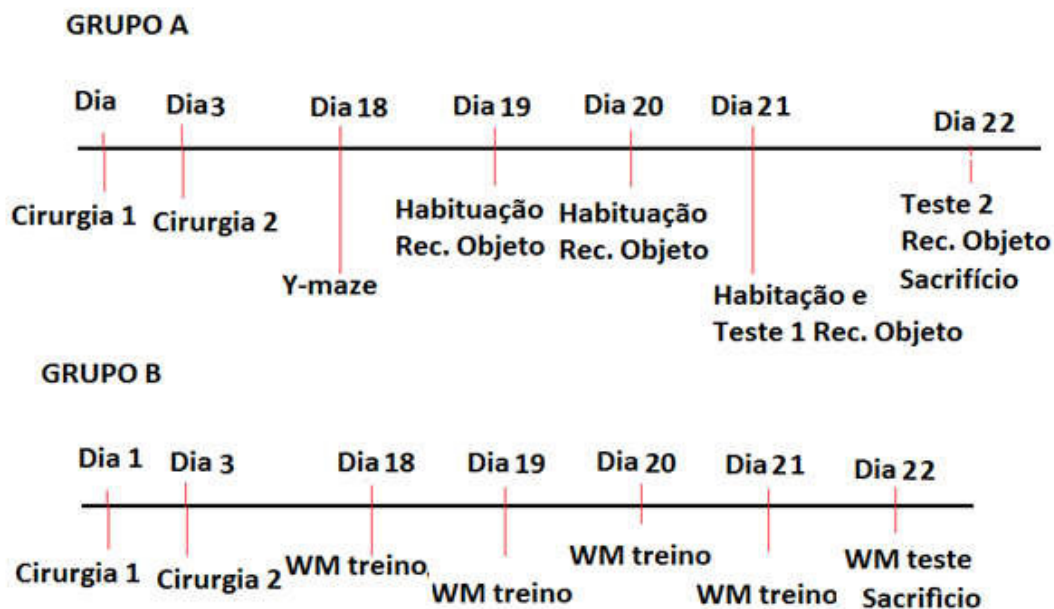 GRUPO A
Dia
Dia 3
Dia 18
Dia 19
Dia 20
Dia 21
Dia 22
Cirurgia 1
Cirurgia 2
Y-maze
Habituação
Rec. Objeto
Habituação
Rec. Objeto
Habitação e
Teste 1 Rec. Objeto
Teste 2
Rec. Objeto
Sacrifício
GRUPO B
Dia 1
Dia 3
Dia 18
Dia 19
Dia 20
Dia 21
Dia 22
Cirurgia 1
Cirurgia 2
WM treino
WM treino
WM treino
WM treino
WM teste
Sacrificio